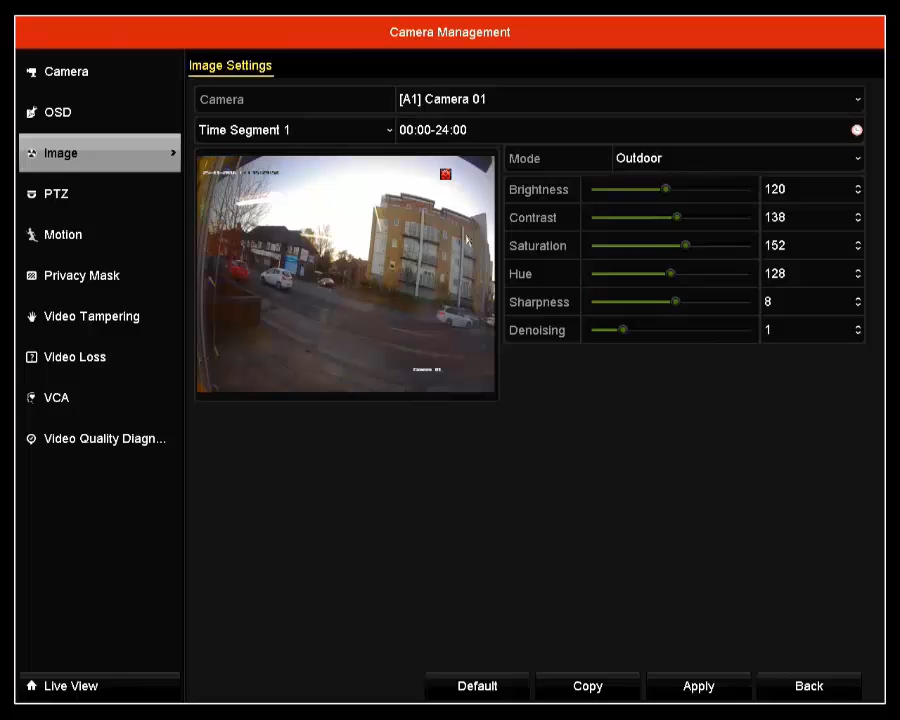 Camera Management
Camera
OSD
Image
PTZ
Motion
Privacy Mask
Video Tampering
Video Loss
VCA
Video Quality Diagn...
Live View
Image Settings
Camera [A1] Camera 01
Time Segment 1 00:00-24:00
Camera 01
Mode Outdoor
Brightness 120
Contrast 138
Saturation 152
Hue 128
Sharpness 8
Denoising 1
Default Copy Apply Back